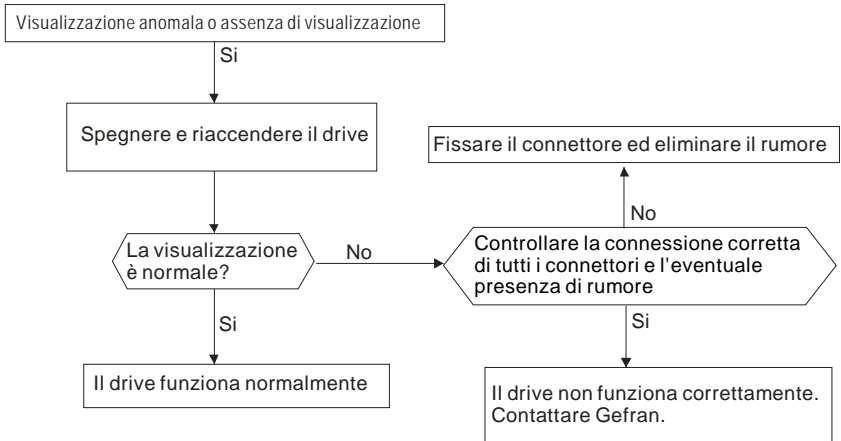 Visualizzazione anomala o assenza di visualizzazione
Si
Spegnere e riaccendere il drive
Fissare il connettore ed eliminare il rumore
No
La visualizzazione
è normale?
No
Controllare la connessione corretta
di tutti i connettori e l'eventuale
presenza di rumore
Si
Si
Il drive funziona normalmente
Il drive non funziona correttamente.
Contattare Gefran.